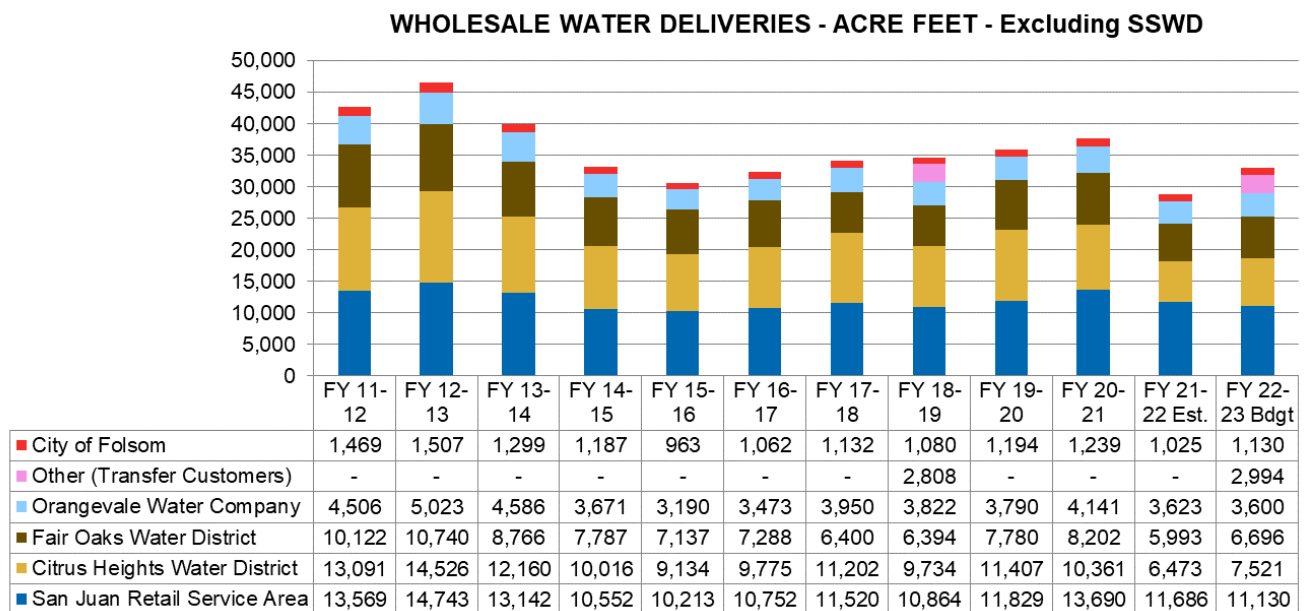 WHOLESALE WATER DELIVERIES - ACRE FEET - Excluding SSWD
50,000
45,000
40,000
35,000
30,000
25,000
20,000
15,000
10,000
5,000
0
FY 11-12 FY 12-13 FY 13-14 FY 14-15 FY 15-16 FY 16-17 FY 17-18 FY 18-19 FY 19-20 FY 20-21 FY 21-22 Est. FY 22-23 Bdgt
City of Folsom 1,469 1,507 1,299 1,187 963 1,062 1,132 1,080 1,194 1,239 1,025 1,130
Other (Transfer Customers) - - - - - - - 2,808 - - - 2,994
Orangevale Water Company 4,506 5,023 4,586 3,671 3,190 3,473 3,950 3,822 3,790 4,141 3,623 3,600
Fair Oaks Water District 10,122 10,740 8,766 7,787 7,137 7,288 6,400 6,394 7,780 8,202 5,993 6,696
Citrus Heights Water District 13,091 14,526 12,160 10,016 9,134 9,775 11,202 9,734 11,407 10,361 6,473 7,521
San Juan Retail Service Area 13,569 14,743 13,142 10,552 10,213 10,752 11,520 10,864 11,829 13,690 11,686 11,130